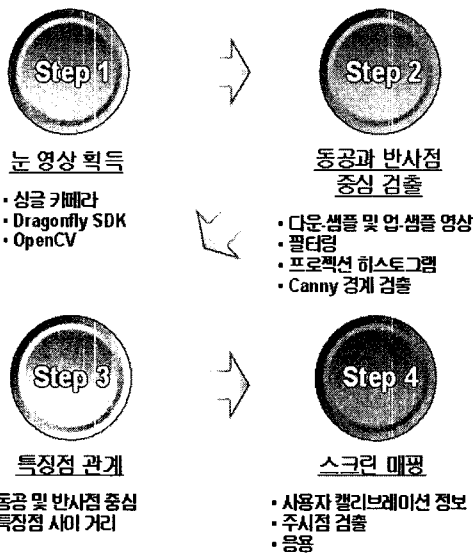 Step 1
눈 영상 획득
• 싱글 카메라
• Dragonfly SDK
• OpenCV
Step 2
동공과 반사점
중심 검출
• 다운-샘플 및 업-샘플 영상
• 필터링
• 프로젝션 히스토그램
• Canny 경계 검출
Step 3
특징점 관계
동공 및 반사점 중심
특징점 사이 거리
Step 4
스크린 매핑
• 사용자 캘리브레이션 정보
• 주시점 검출
• 응용